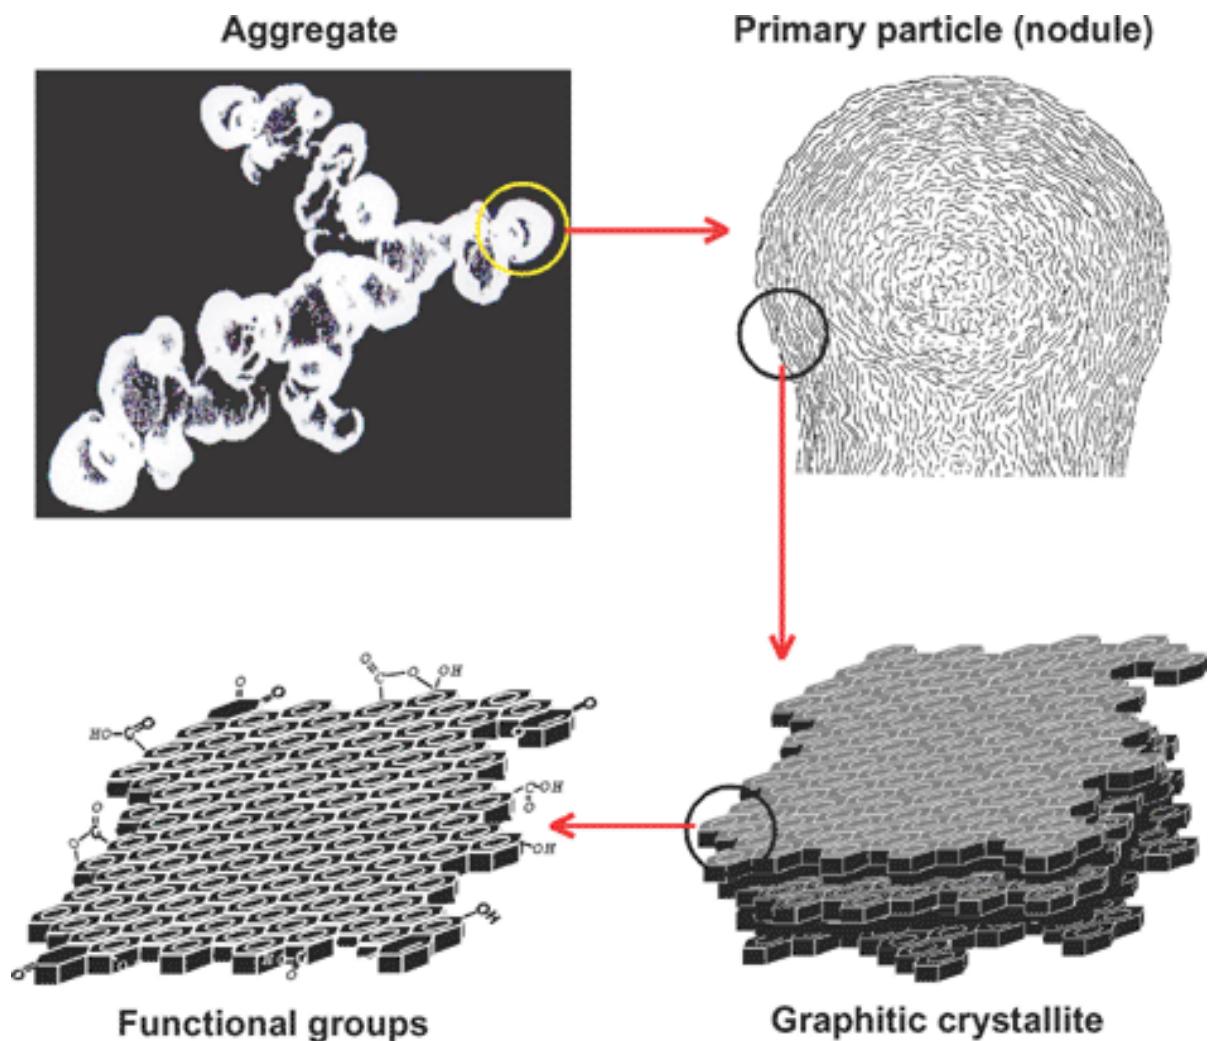 Aggregate
Primary particle (nodule)
O
C
O
OH
O
O
HO
C
O
O
O
C
OH
O
O
C
O
OH
OH
O
O
Functional groups
Graphitic crystallite